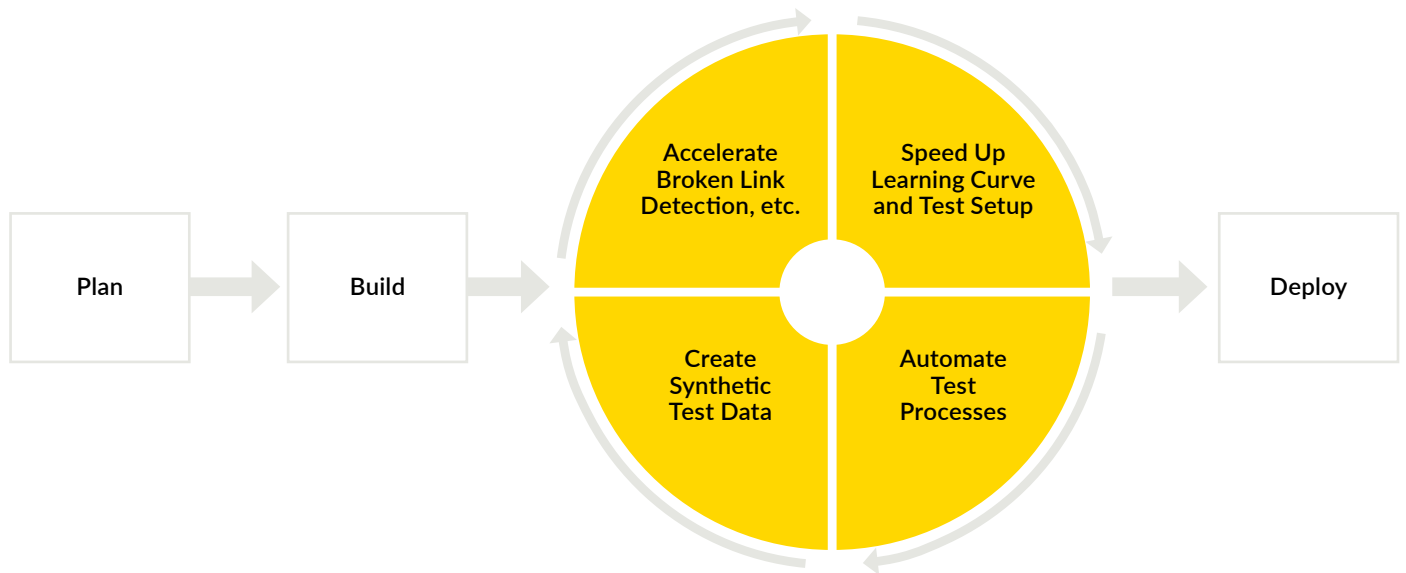 Plan
Build
Accelerate
Broken Link
Detection, etc.
Speed Up
Learning Curve
and Test Setup
Create
Synthetic
Test Data
Automate
Test
Processes
Deploy